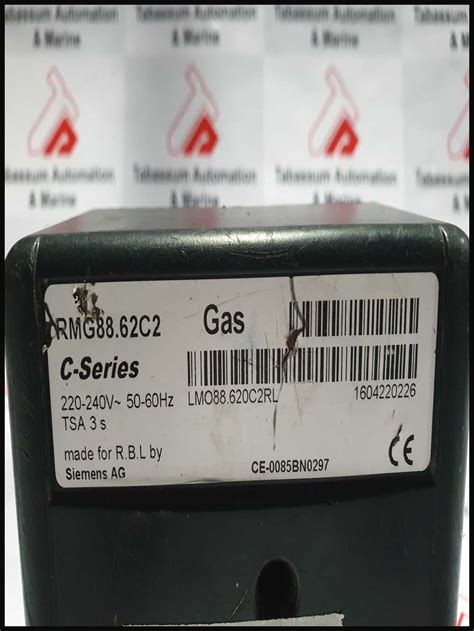 Tabassum Automation
& Marine
Tabassum Automation
& Marine
Tabassum Automation
& Marine
Tabassum Automation
& Marine
RMG88.62C2
Gas
C-Series
220-240V~ 50-60Hz
TSA 3 s
LMO88.620C2RL
1604220226
made for R.B.L by
Siemens AG
CE-0085BN0297
CE